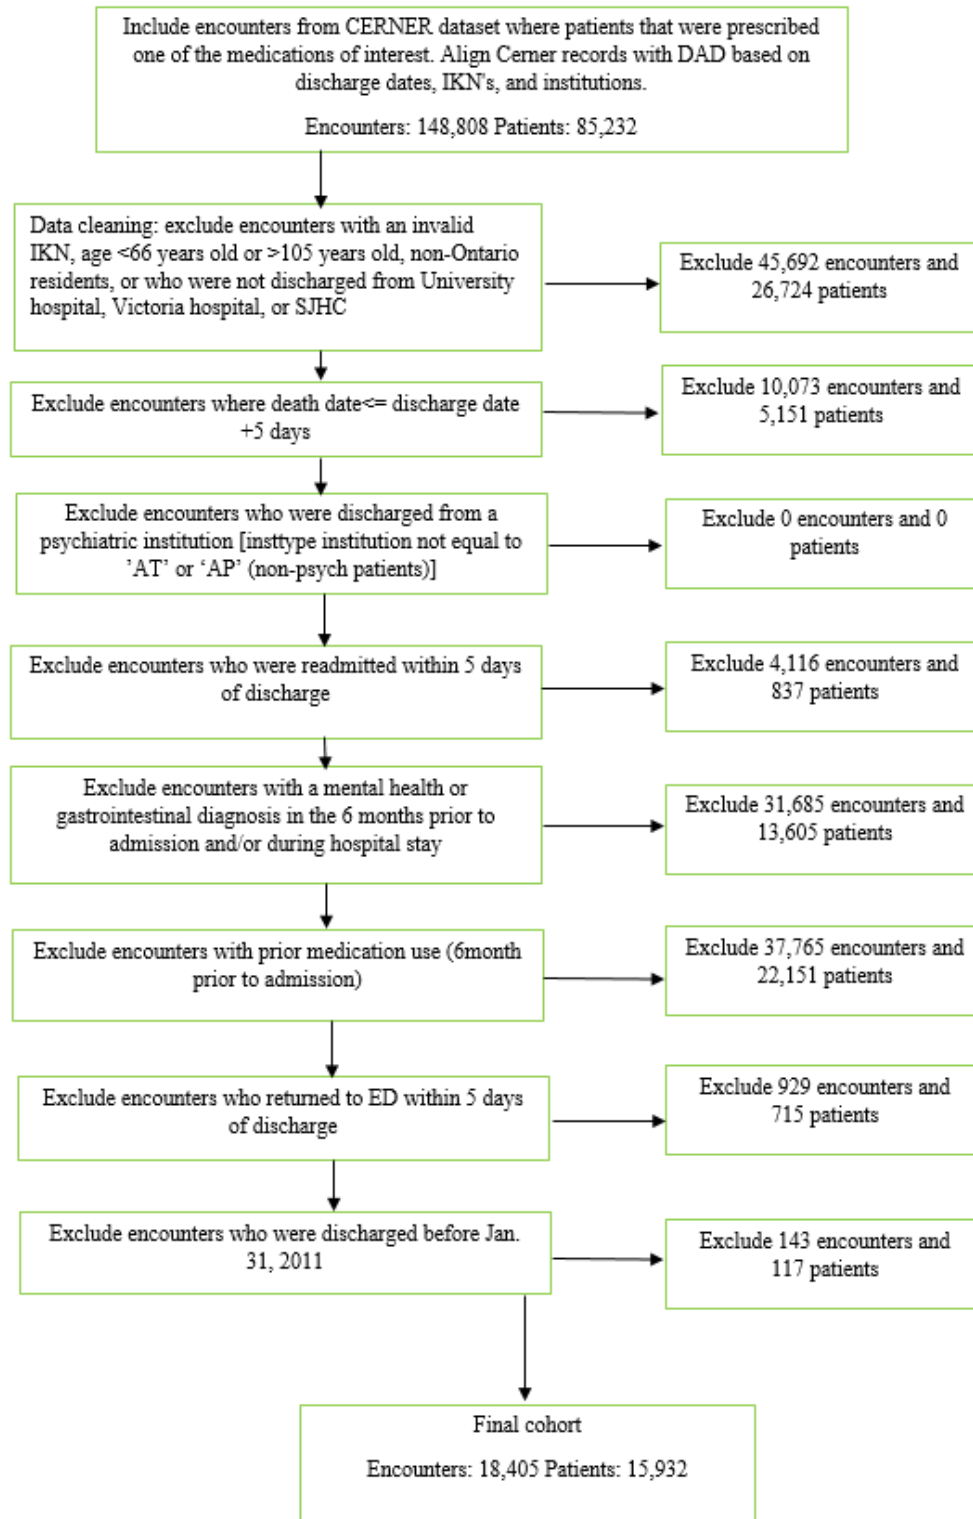 Include encounters from CERNER dataset where patients that were prescribed
one of the medications of interest. Align Cerner records with DAD based on
discharge dates, IKN's, and institutions.
Encounters: 148,808 Patients: 85,232
Data cleaning: exclude encounters with an invalid
IKN, age <66 years old or >105 years old, non-Ontario
residents, or who were not discharged from University
hospital, Victoria hospital, or SJHC
Exclude 45,692 encounters and
26,724 patients
Exclude encounters where death date<= discharge date
+5 days
Exclude 10,073 encounters and
5,151 patients
Exclude encounters who were discharged from a
psychiatric institution [insttype institution not equal to
’AT’ or ‘AP’ (non-psych patients)]
Exclude 0 encounters and 0
patients
Exclude encounters who were readmitted within 5 days
of discharge
Exclude 4,116 encounters and
837 patients
Exclude encounters with a mental health or
gastrointestinal diagnosis in the 6 months prior to
admission and/or during hospital stay
Exclude 31,685 encounters and
13,605 patients
Exclude encounters with prior medication use (6month
prior to admission)
Exclude 37,765 encounters and
22,151 patients
Exclude encounters who returned to ED within 5 days
of discharge
Exclude 929 encounters and
715 patients
Exclude encounters who were discharged before Jan.
31, 2011
Exclude 143 encounters and
117 patients
Final cohort
Encounters: 18,405 Patients: 15,932